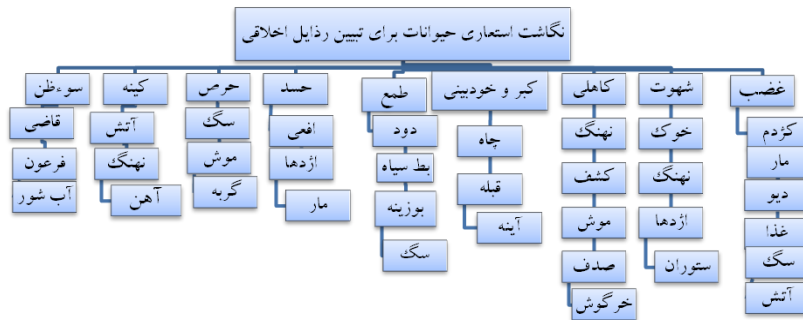 نگاشت استعاری حیوانات برای تبیین رذایل اخلاقی
غضب
کژدم
مار
دیو
غذا
سگ
آتش
شهوت
خوک
نهنگ
اژدها
ستوران
کاهلی
نهنگ
کشف
موش
صدف
خرگوش
کبر و خودبینی
چاه
قبله
آینه
طمع
دود
بط سیاه
بوزینه
سگ
حسد
افعی
اژدها
مار
حرص
سگ
موش
گربه
کینه
آتش
نهنگ
آهن
سوءظن
قاضی
فرعون
آب شور